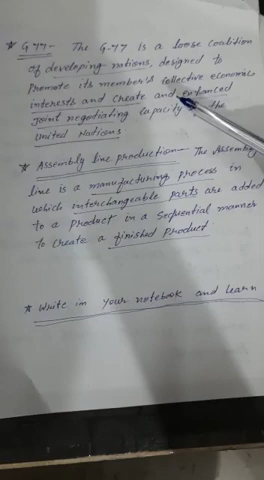 * G 77- The G-77 is a loose coalition
of developing nations, designed to
Promote its member's collective economic
interests and create and enhanced
joint negotiating capacity the
United Nations
* Assembly line production- The Assembly
line is a manufacturing process in
which interchangeable parts are added
to a product in a sequential manner
to create a finished product
* Write in your notebook and learn